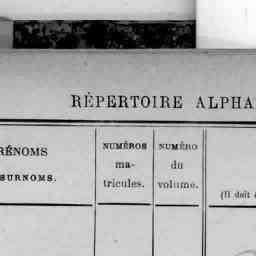 RÉPERTOIRE ALPHA
RÉNOMS
SURNOMS.
NUMÉROS
ma-
tricules.
NUMÉRO
du
volume.
(Il doit